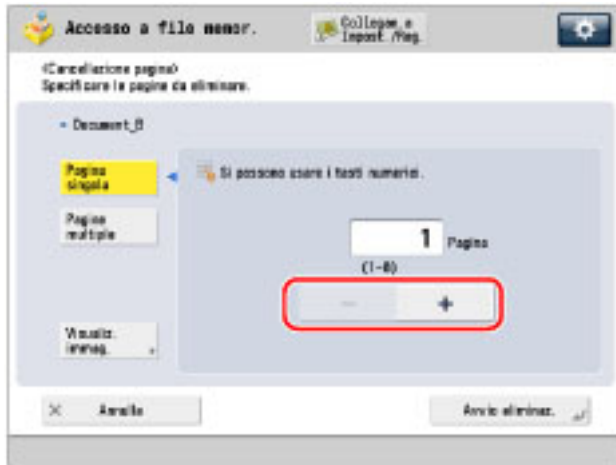 Accesso a file memor.
Collegam. a
Impost./Reg.
<Cancellazione pagina>
Specificare le pagine da eliminare.
Document_B
Pagina
singola
Si possono usare i tasti numerici.
Pagine
multiple
1 Pagina
(1-8)
− +
Visualiz.
immag.
× Annulla
Avvio eliminaz.